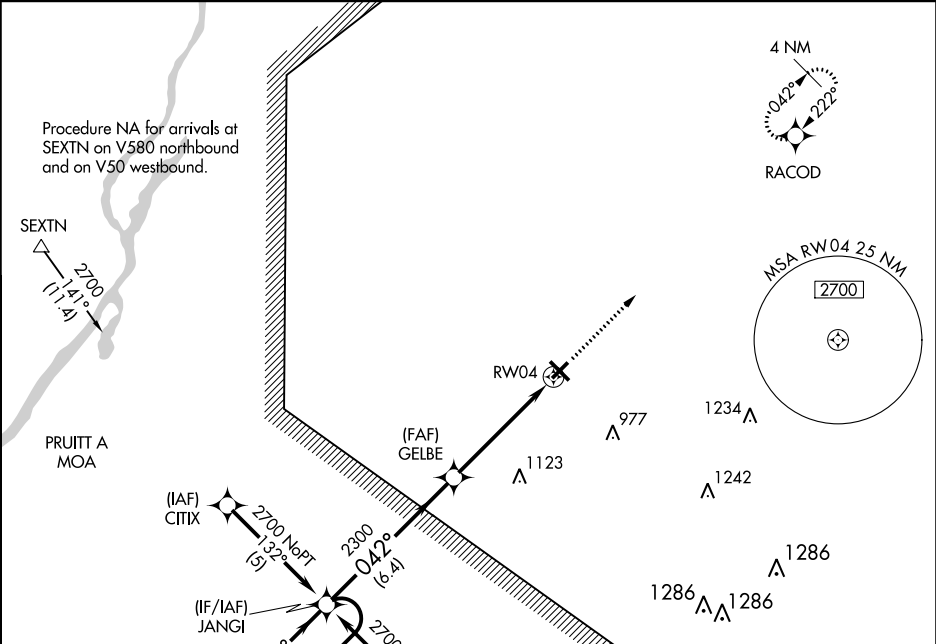 4 NM
042°
222°
RACOD
Procedure NA for arrivals at
SEXTN on V580 northbound
and on V50 westbound.
SEXTN
2700
141°
(11.4)
MSA RW04 25 NM
2700
RW04
977
1234
(FAF)
GELBE
1123
1242
PRUITT A
MOA
(IAF)
CITIX
2700 NoPT
132°
(5)
2300
042°
(6.4)
1286
1286
1286
(IF/IAF)
JANGI
2700